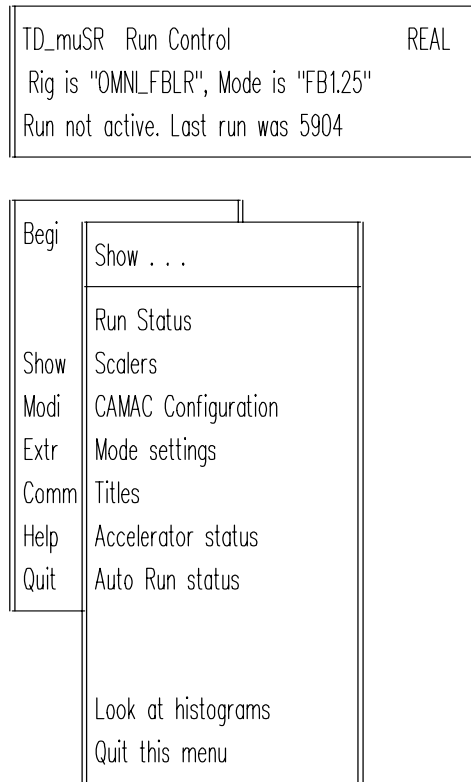 TD_muSR Run Control REAL
Rig is "OMNI_FBLR", Mode is "FB1.25"
Run not active. Last run was 5904
Begi
Show . . .
Run Status
Show Scalers
Modi CAMAC Configuration
Extr Mode settings
Comm Titles
Help Accelerator status
Quit Auto Run status
Look at histograms
Quit this menu